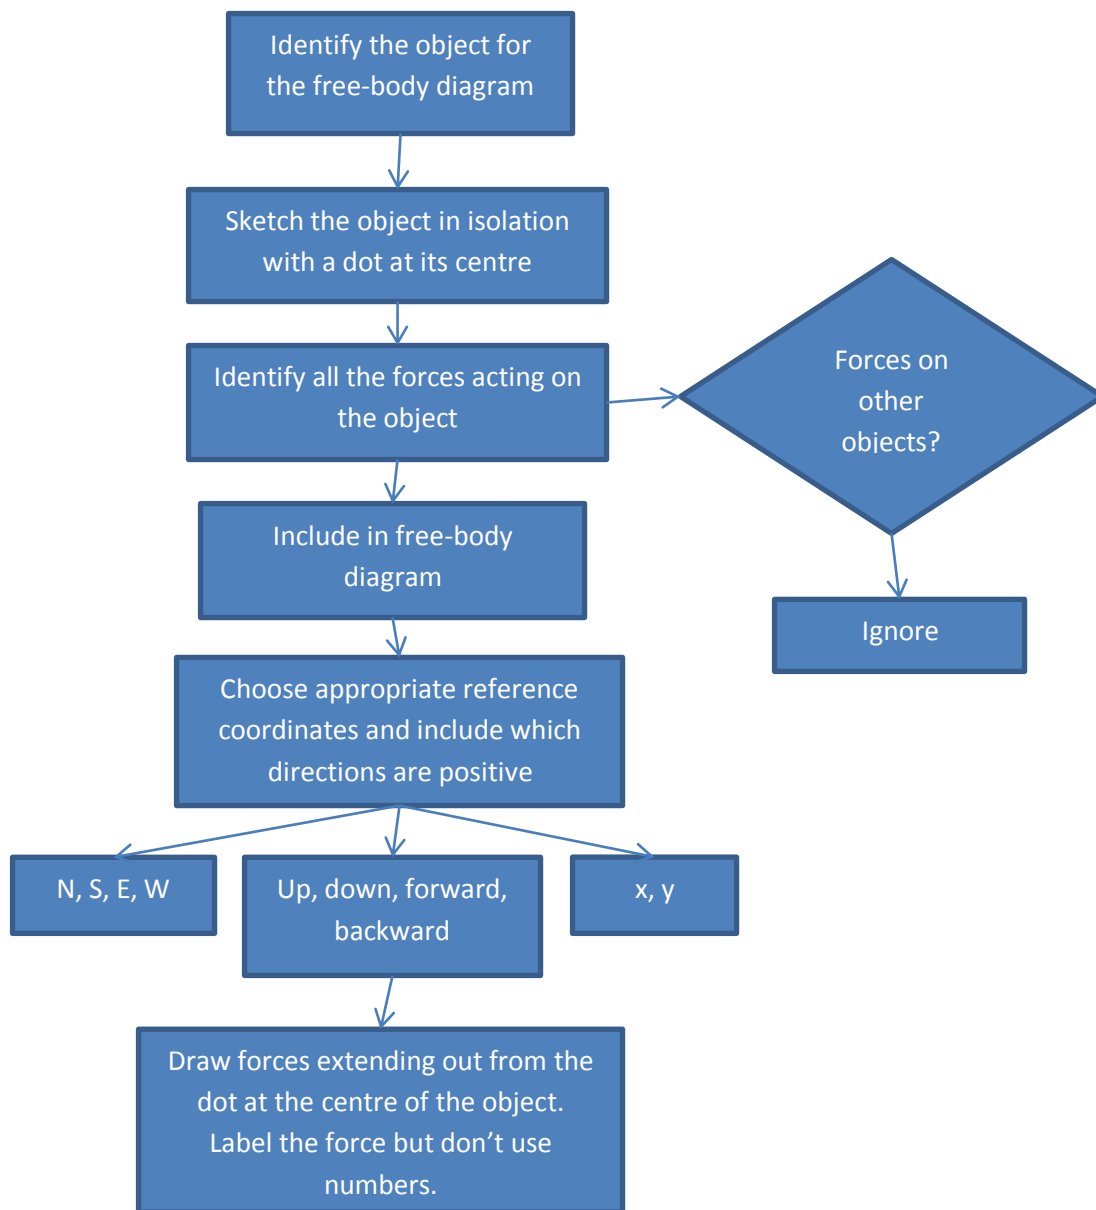 Identify the object for
the free-body diagram
Sketch the object in isolation
with a dot at its centre
Identify all the forces acting on
the object
Forces on
other
objects?
Include in free-body
diagram
Ignore
Choose appropriate reference
coordinates and include which
directions are positive
N, S, E, W
Up, down, forward,
backward
x, y
Draw forces extending out from the
dot at the centre of the object.
Label the force but don’t use
numbers.